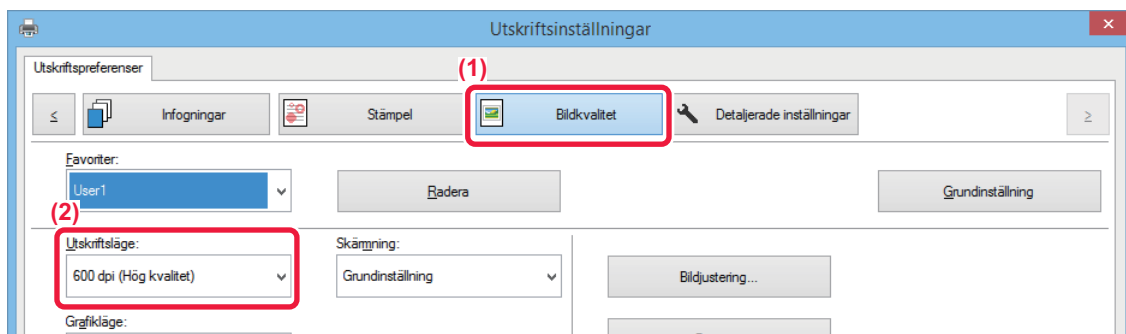 Utskriftsinställningar
Utskriftspreferenser
(1)
≤ Infogningar Stämpel Bildkvalitet Detaljerade inställningar ≥
Favoriter:
User1 Radera Grundinställning
(2)
Utskriftsläge: Skärmning:
600 dpi (Hög kvalitet) Grundinställning Bildjustering...
Grafikläge: